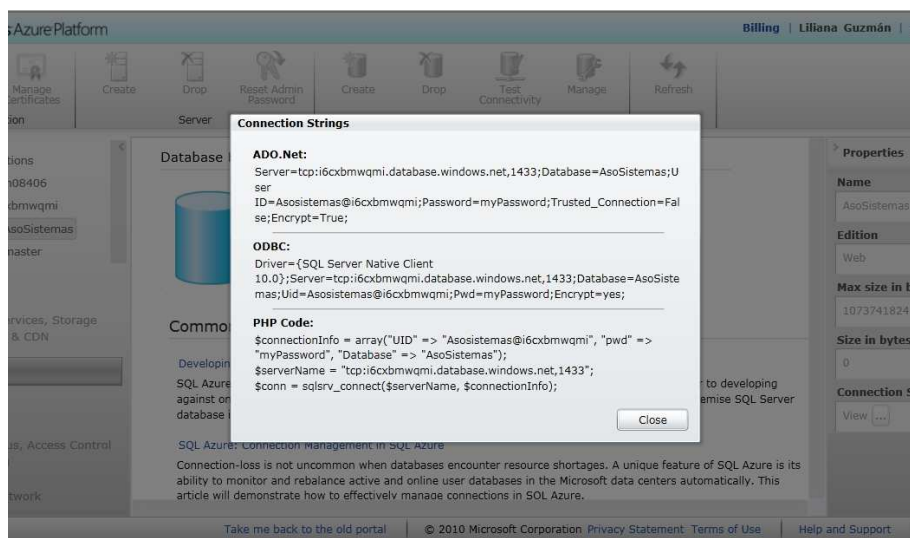 Azure Platform
Billing | Liliana Guzmán |
Manage Certificates
Create
Drop
Reset Admin Password
Create
Drop
Test Connectivity
Manage
Refresh
Server
Connection Strings
ADO.Net:
Server=tcp:i6cxbmwqmi.database.windows.net,1433;Database=AsoSistemas;U
ser
ID=Asosistemas@i6cxbmwqmi;Password=myPassword;Trusted_Connection=Fal
se;Encrypt=True;
ODBC:
Driver={SQL Server Native Client
10.0};Server=tcp:i6cxbmwqmi.database.windows.net,1433;Database=AsoSiste
mas;Uid=Asosistemas@i6cxbmwqmi;Pwd=myPassword;Encrypt=yes;
PHP Code:
$connectionInfo = array("UID" => "Asosistemas@i6cxbmwqmi", "pwd" =>
"myPassword", "Database" => "AsoSistemas");
$serverName = "tcp:i6cxbmwqmi.database.windows.net,1433";
$conn = sqlsrv_connect($serverName, $connectionInfo);
Close
Database
Properties
Name
AsoSistemas
Edition
Web
Max size in b
1073741824
Size in bytes
0
Connection S
View ...
n08406
xbmwqmi
AsoSistemas
master
ervices, Storage
& CDN
us, Access Control
twork
Commo
Developin
SQL Azure
r to developing
against on
emise SQL Server
database i
SQL Azure: Connection Management in SQL Azure
Connection-loss is not uncommon when databases encounter resource shortages. A unique feature of SQL Azure is its
ability to monitor and rebalance active and online user databases in the Microsoft data centers automatically. This
article will demonstrate how to effectively manage connections in SQL Azure.
Take me back to the old portal | © 2010 Microsoft Corporation Privacy Statement Terms of Use | Help and Support